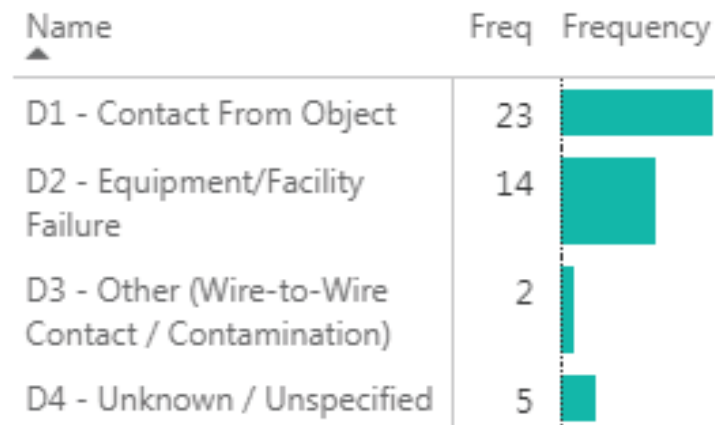 Name Freq Frequency
D1 - Contact From Object 23
D2 - Equipment/Facility 14
Failure
D3 - Other (Wire-to-Wire 2
Contact / Contamination)
D4 - Unknown / Unspecified 5